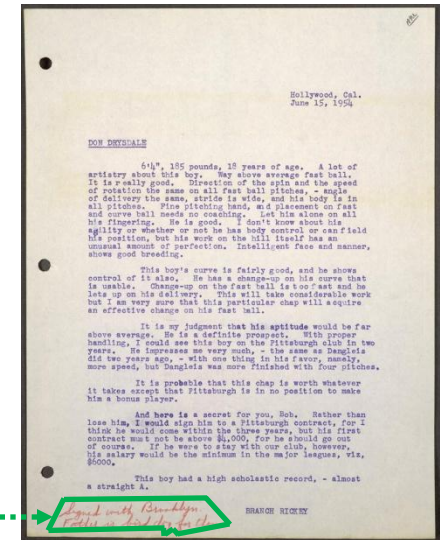 Hollywood, Cal.
June 15, 1954
DON DRYSDALE
6'4", 185 pounds, 18 years of age. A lot of
artistry about this boy. Way above average fast ball.
It is really good. Direction of the spin and the speed
of rotation the same on all fast ball pitches, - angle
of delivery the same, stride is wide, and his body is in
all pitches. Fine pitching hand, and placement on fast
and curve ball needs no coaching. Let him alone on all
his fingering. He is good. I don't know about his
agility or whether or not he has body control or can field
his position, but his work on the hill itself has an
unusual amount of perfection. Intelligent face and manner,
shows good breeding.
This boy's curve is fairly good, and he shows
control of it also. He has a change-up on his curve that
is usable. Change-up on the fast ball is too fast and he
lets up on his delivery. This will take considerable work
but I am very sure that this particular chap will acquire
an effective change on his fast ball.
It is my judgment that his aptitude would be far
above average. He is a definite prospect. With proper
handling, I could see this boy on the Pittsburgh club in two
years. He impresses me very much, - the same as Dangleis
did two years ago, - with one thing in his favor, namely,
more speed, but Dangleis was more finished with four pitches.
It is probable that this chap is worth whatever
it takes except that Pittsburgh is in no position to make
him a bonus player.
And here is a secret for you, Bob. Rather than
lose him, I would sign him to a Pittsburgh contract, for I
think he would come within the three years, but his first
contract must not be above $4,000, for he should go out
of course. If he were to stay with our club, however,
his salary would be the minimum in the major leagues, viz,
$6000.
This boy had a high scholastic record, - almost
a straight A.
Signed with Brooklyn.
Father is bird dog for them
BRANCH RICKEY